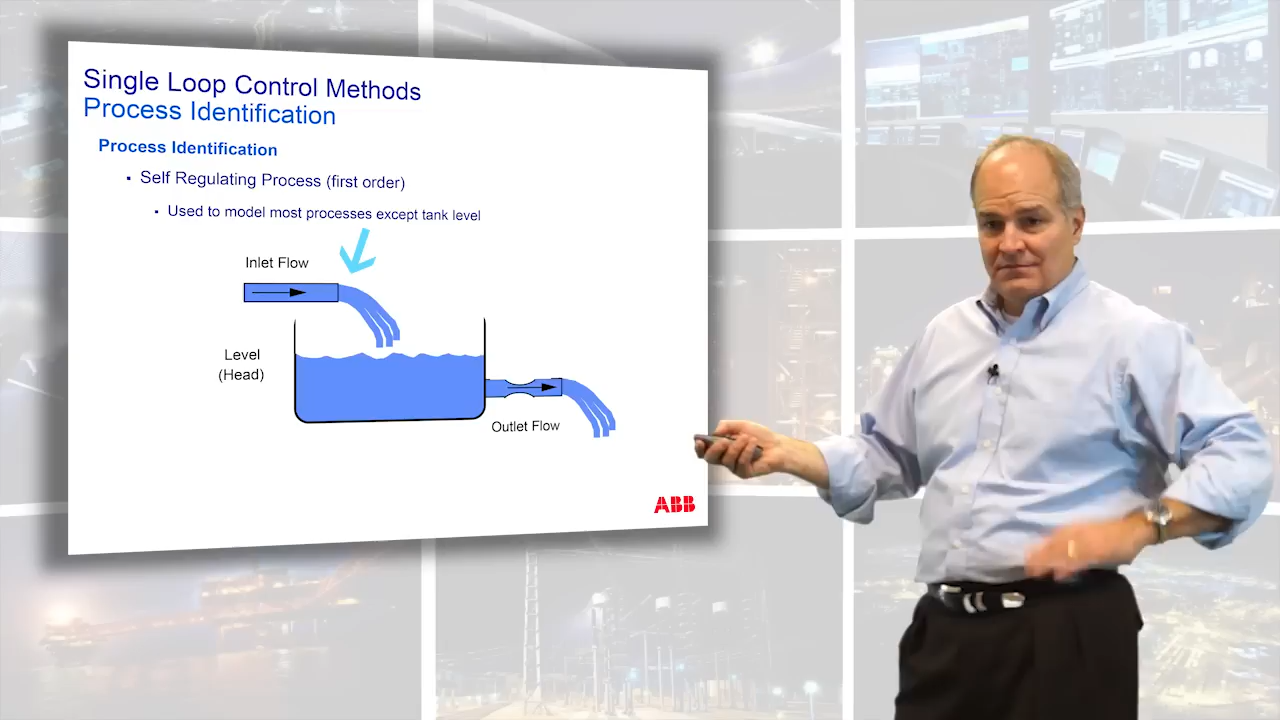 Single Loop Control Methods
Process Identification
Process Identification
▪ Self Regulating Process (first order)
▪ Used to model most processes except tank level
Inlet Flow
Level
(Head)
Outlet Flow
ABB